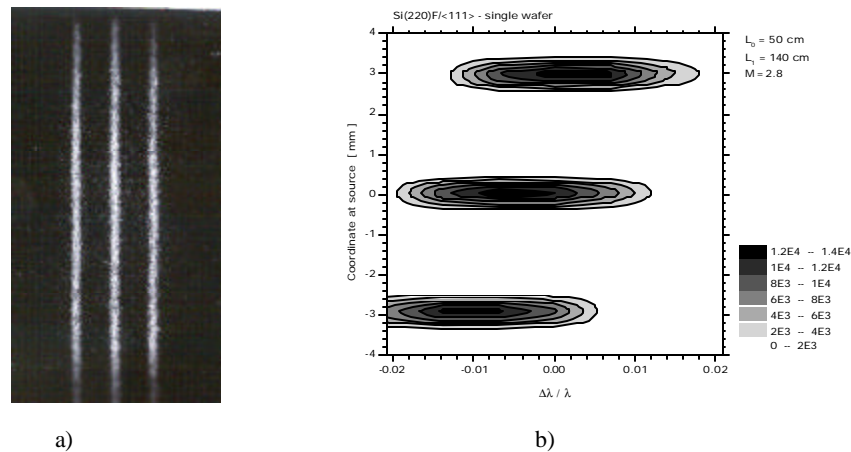 Si(220)F/<111> - single wafer
L₀ = 50 cm
L₁ = 140 cm
M = 2.8
Coordinate at source [ mm ]
4
3
2
1
0
-1
-2
-3
-4
-0.02 -0.01 0.00 0.01 0.02
Δλ / λ
1.2E4 -- 1.4E4
1E4 -- 1.2E4
8E3 -- 1E4
6E3 -- 8E3
4E3 -- 6E3
2E3 -- 4E3
0 -- 2E3
a) b)